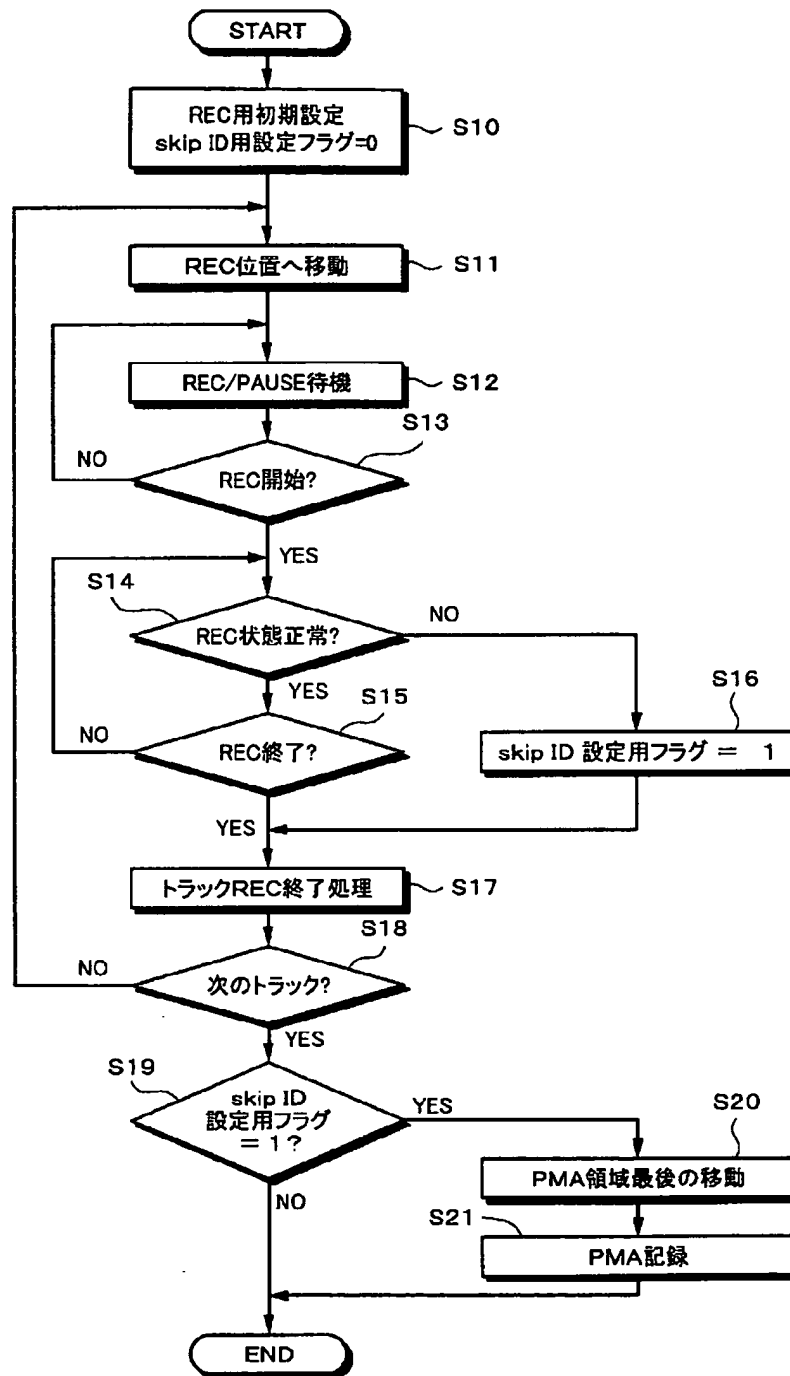 START
REC用初期設定
skip ID用設定フラグ=0
S10
REC位置へ移動
S11
REC/PAUSE待機
S12
S13
NO
REC開始?
YES
S14
REC状態正常?
NO
YES
S15
S16
NO
REC終了?
skip ID 設定用フラグ = 1
YES
トラックREC終了処理
S17
S18
NO
次のトラック?
YES
S19
skip ID
設定用フラグ
= 1?
YES
S20
NO
PMA領域最後の移動
S21
PMA記録
END